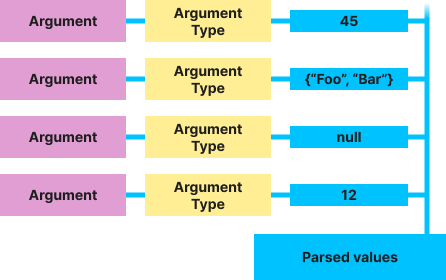 Argument
Argument
Type
45
Argument
Argument
Type
{“Foo”, “Bar”}
Argument
Argument
Type
null
Argument
Argument
Type
12
Parsed values